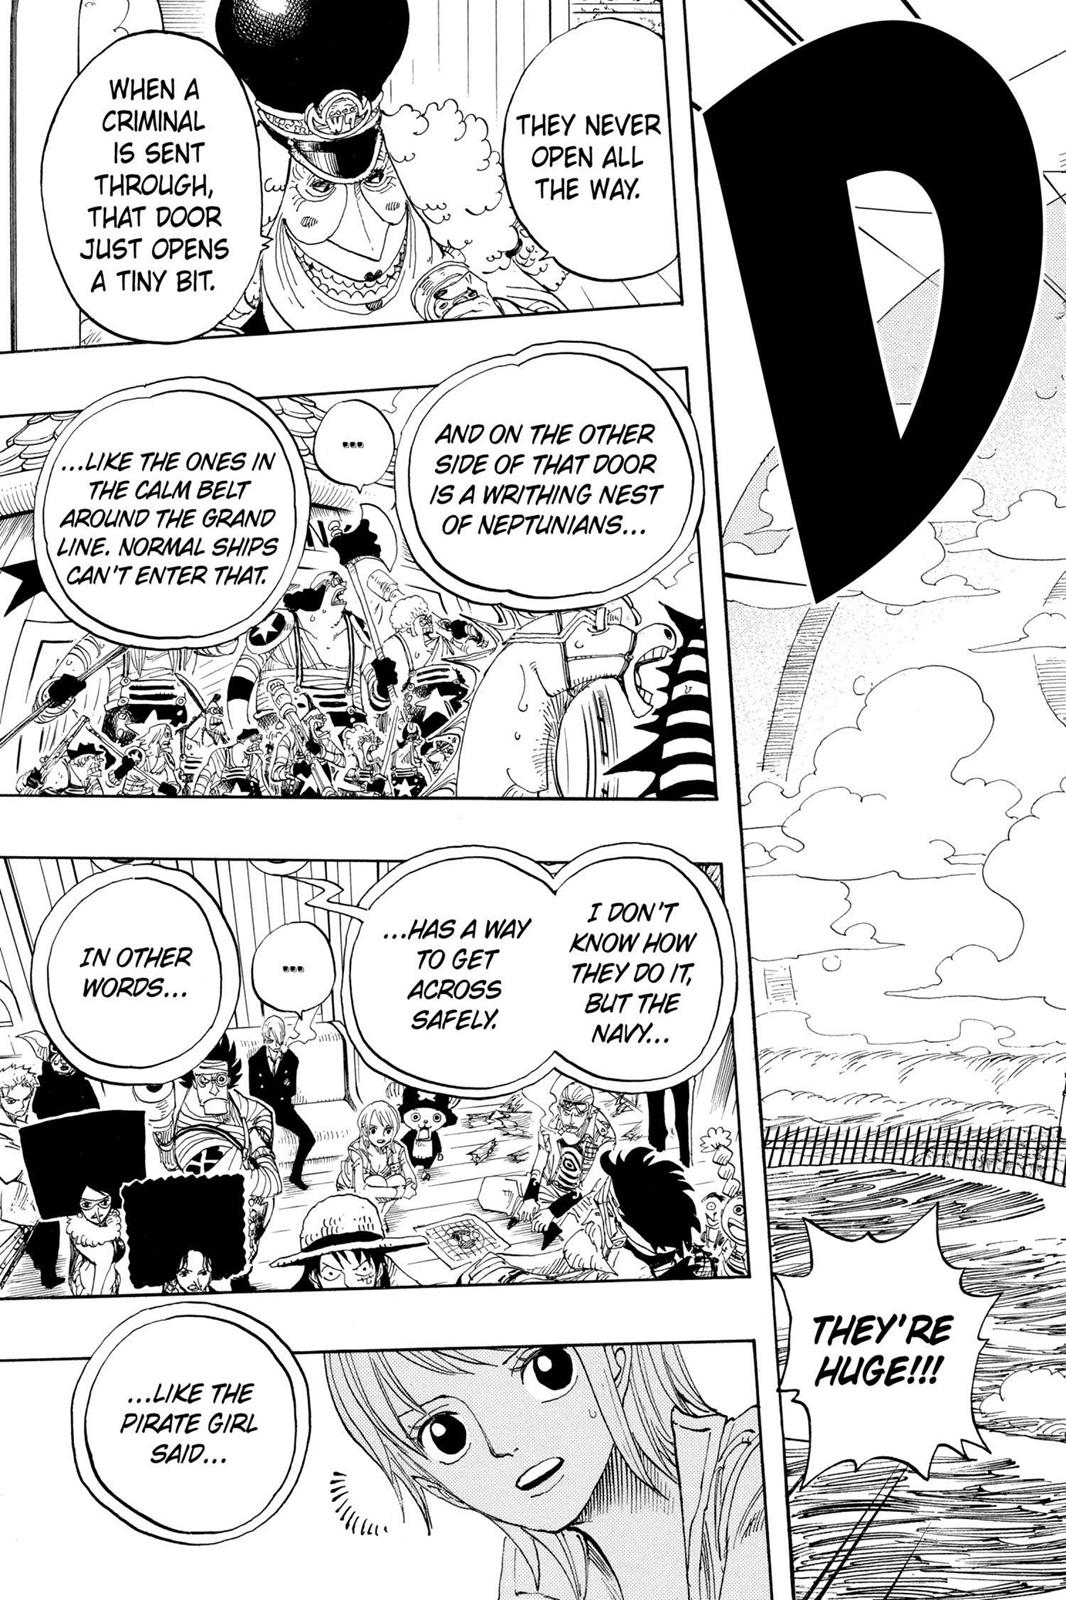 D
THEY'RE
HUGE!!!
THEY NEVER
OPEN ALL
THE WAY.
WHEN A
CRIMINAL
IS SENT
THROUGH,
THAT DOOR
JUST OPENS
A TINY BIT.
AND ON THE OTHER
SIDE OF THAT DOOR
IS A WRITHING NEST
OF NEPTUNIANS...
...
...LIKE THE ONES IN
THE CALM BELT
AROUND THE GRAND
LINE. NORMAL SHIPS
CAN'T ENTER THAT.
I DON'T
KNOW HOW
THEY DO IT,
BUT THE
NAVY...
...HAS A WAY
TO GET
ACROSS
SAFELY.
...
IN OTHER
WORDS...
...LIKE THE
PIRATE GIRL
SAID...